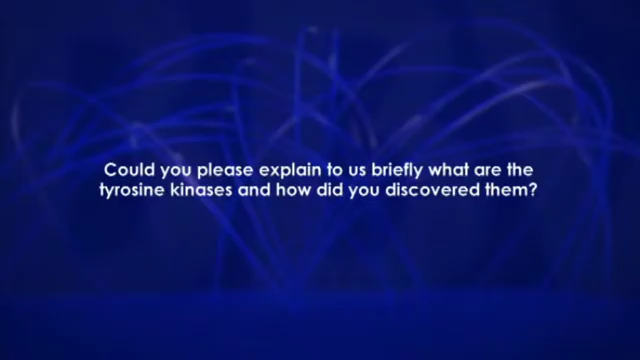 Could you please explain to us briefly what are the
tyrosine kinases and how did you discovered them?